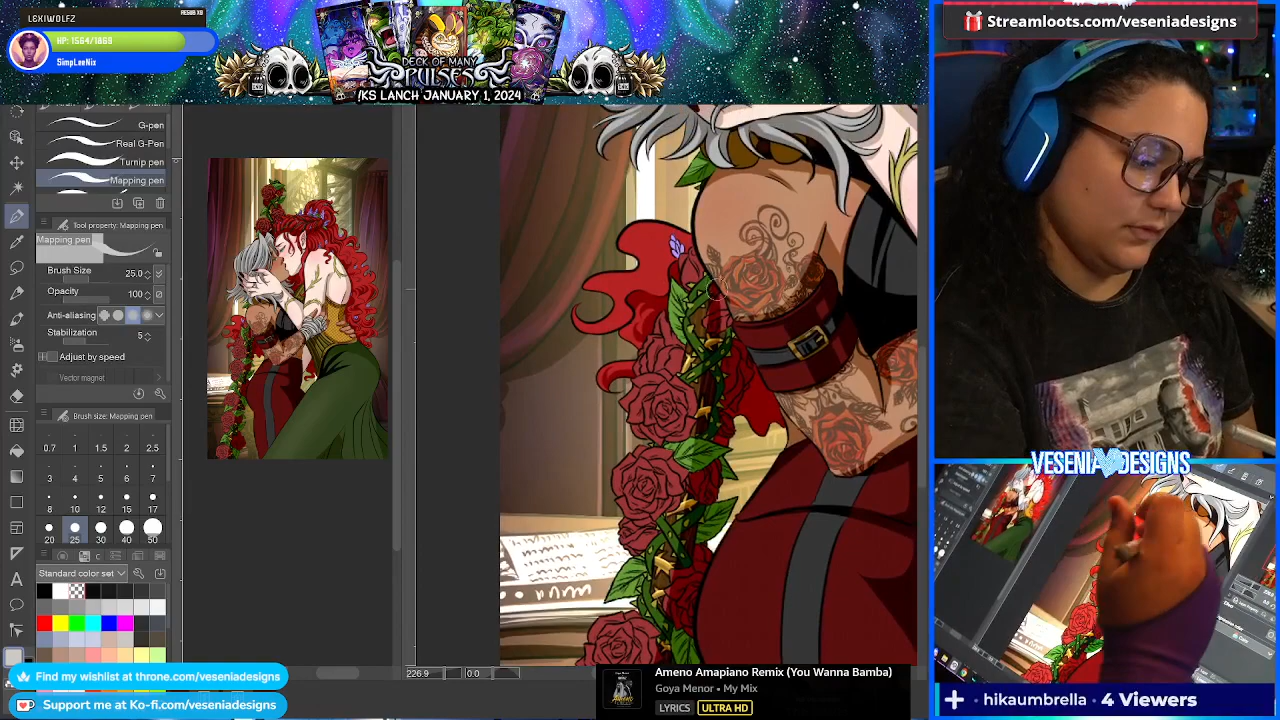 LEXIWOLFZ
HP: 1564/1869
SimpLeeNix
DECK OF MANY
PULSES
!KS LANCH JANUARY 1, 2024
Streamloots.com/veseniadesigns
G-pen
Real G-Pen
Turnip pen
Mapping pen
Tool property: Mapping pen
Mapping pen
Brush Size 25.0
Opacity 100
Anti-aliasing
Stabilization 5
Adjust by speed
Vector magnet
Brush size: Mapping pen
0.7 1 1.5 2 2.5
3 4 5 6 7
8 10 12 15 17
20 25 30 40 50
Standard color set
226.9 0.0
Find my wishlist at throne.com/veseniadesigns
Support me at Ko-fi.com/veseniadesigns
Ameno Amapiano Remix (You Wanna Bamba)
Goya Menor • My Mix
LYRICS ULTRA HD
VESENIA DESIGNS
hikaumbrella 4 Viewers